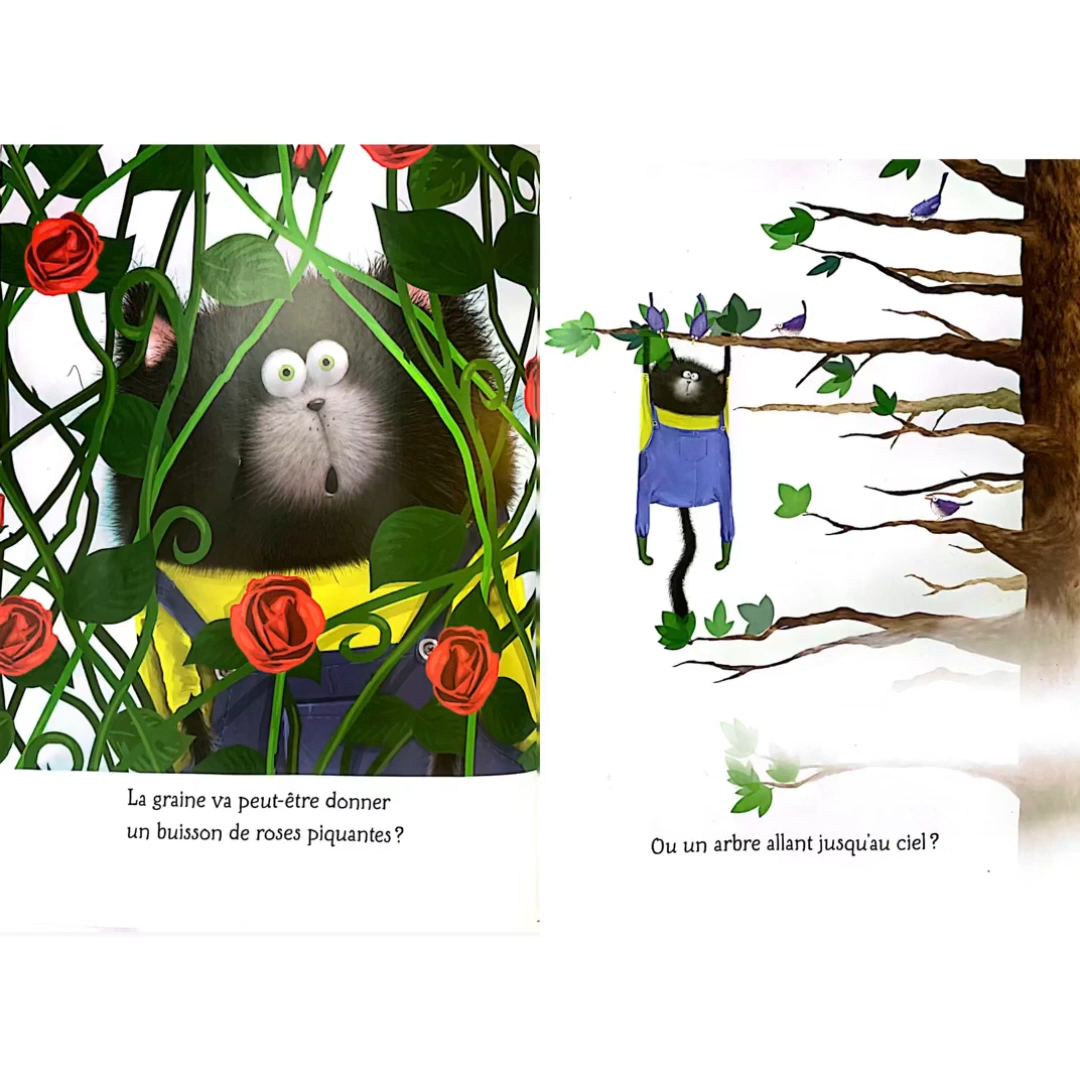 La graine va peut-être donner
un buisson de roses piquantes ?
Ou un arbre allant jusqu'au ciel ?